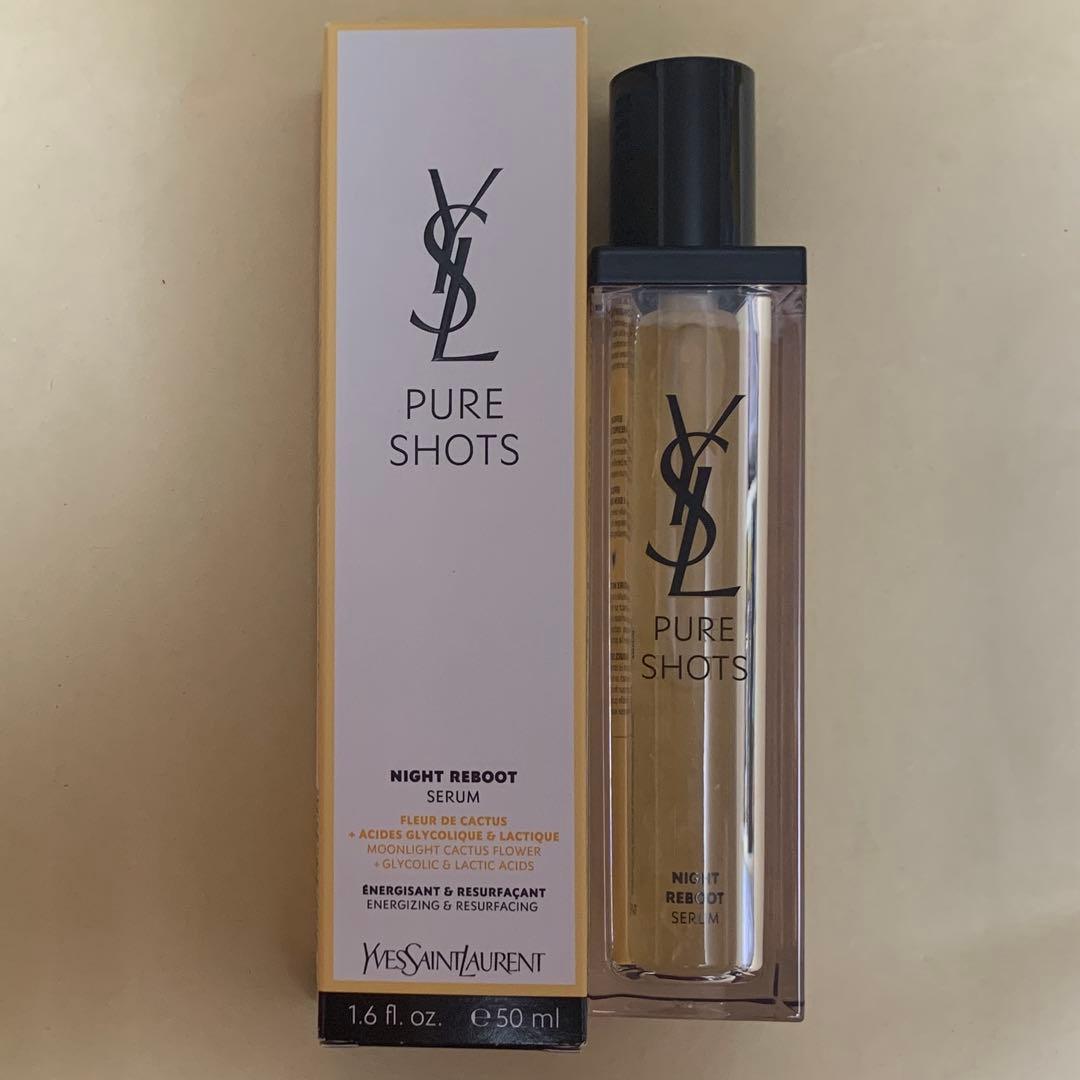 YSL
PURE
SHOTS
NIGHT REBOOT
SERUM
FLEUR DE CACTUS
+ ACIDES GLYCOLIQUE & LACTIQUE
MOONLIGHT CACTUS FLOWER
+ GLYCOLIC & LACTIC ACIDS
ÉNERGISANT & RESURFAÇANT
ENERGIZING & RESURFACING
YVESSAINTLAURENT
1.6 fl. oz. ℮50 ml
YSL
PURE
SHOTS
NIGHT
REBOOT
SERUM